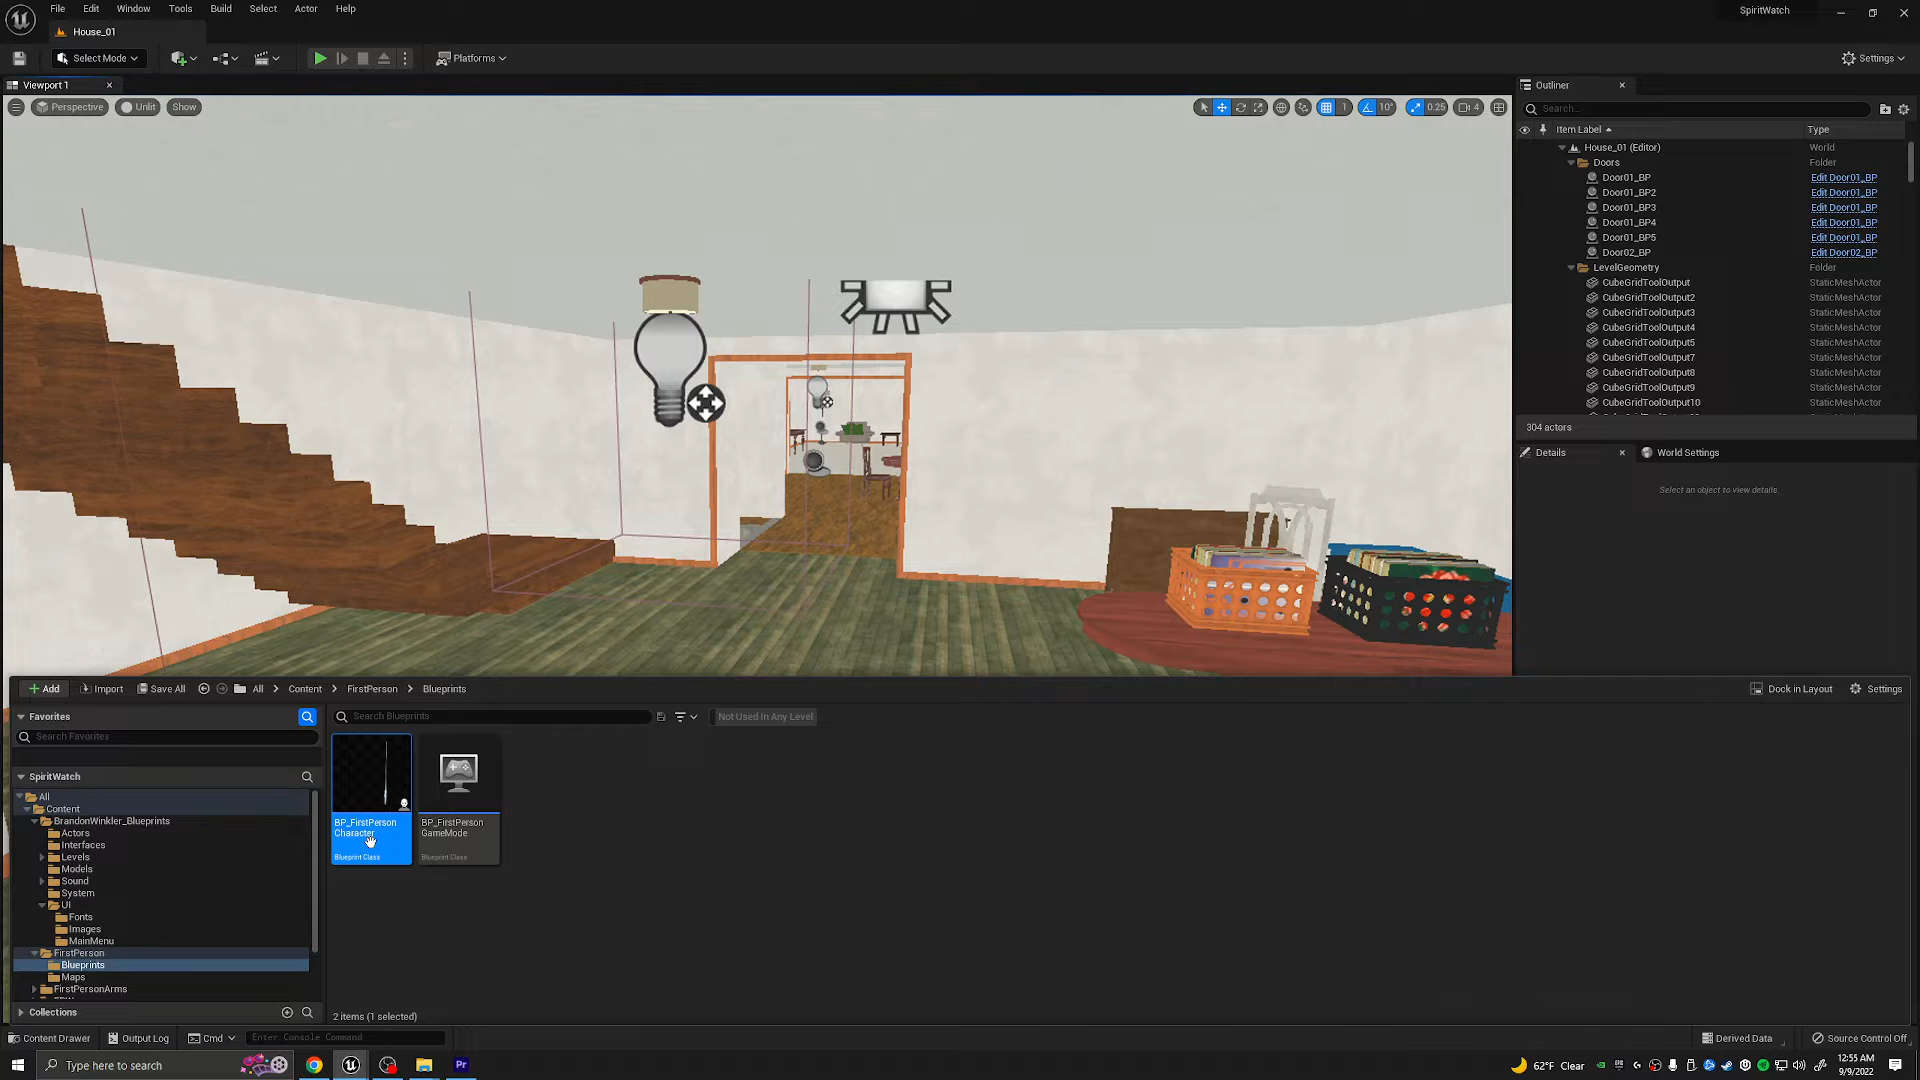 File Edit Window Tools Build Select Actor Help
SpiritWatch
House_01
Select Mode
Platforms
Settings
Viewport 1
Perspective Unlit Show
1 10° 0.25 4
Outliner
Search...
Item Label Type
House_01 (Editor) World
Doors Folder
Door01_BP Edit Door01_BP
Door01_BP2 Edit Door01_BP
Door01_BP3 Edit Door01_BP
Door01_BP4 Edit Door01_BP
Door01_BP5 Edit Door01_BP
Door02_BP Edit Door02_BP
LevelGeometry Folder
CubeGridToolOutput StaticMeshActor
CubeGridToolOutput2 StaticMeshActor
CubeGridToolOutput3 StaticMeshActor
CubeGridToolOutput4 StaticMeshActor
CubeGridToolOutput5 StaticMeshActor
CubeGridToolOutput7 StaticMeshActor
CubeGridToolOutput8 StaticMeshActor
CubeGridToolOutput9 StaticMeshActor
CubeGridToolOutput10 StaticMeshActor
304 actors
Details World Settings
Select an object to view details.
Add Import Save All All Content FirstPerson Blueprints
Dock in Layout Settings
Favorites
Search Favorites
Search Blueprints
Not Used In Any Level
SpiritWatch
All
Content
BrandonWinkler_Blueprints
Actors
Interfaces
Levels
Models
Sound
System
UI
Fonts
Images
MainMenu
FirstPerson
Blueprints
Maps
FirstPersonArms
Collections
BP_FirstPerson
Character
Blueprint Class
BP_FirstPerson
GameMode
Blueprint Class
2 items (1 selected)
Content Drawer Output Log Cmd Enter Console Command
Derived Data Source Control Off
Type here to search
Pr
62°F Clear
12:55 AM
9/9/2022